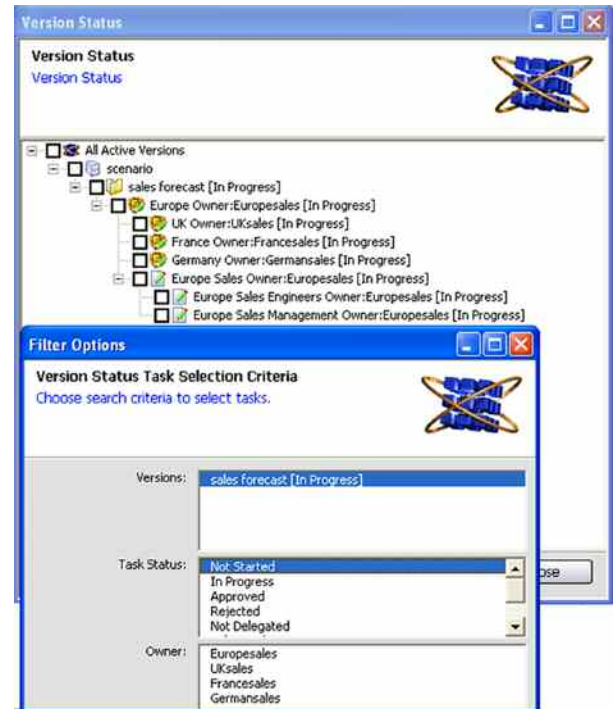 Version Status
Version Status
Version Status
All Active Versions
scenario
sales forecast [In Progress]
Europe Owner:Europesales [In Progress]
UK Owner:UKsales [In Progress]
France Owner:Francesales [In Progress]
Germany Owner:Germansales [In Progress]
Europe Sales Owner:Europesales [In Progress]
Europe Sales Engineers Owner:Europesales [In Progress]
Europe Sales Management Owner:Europesales [In Progress]
Filter Options
Version Status Task Selection Criteria
Choose search criteria to select tasks.
Versions: sales forecast [In Progress]
Task Status: Not Started
In Progress
Approved
Rejected
Not Delegated
ose
Owner: Europesales
UKsales
Francesales
Germansales